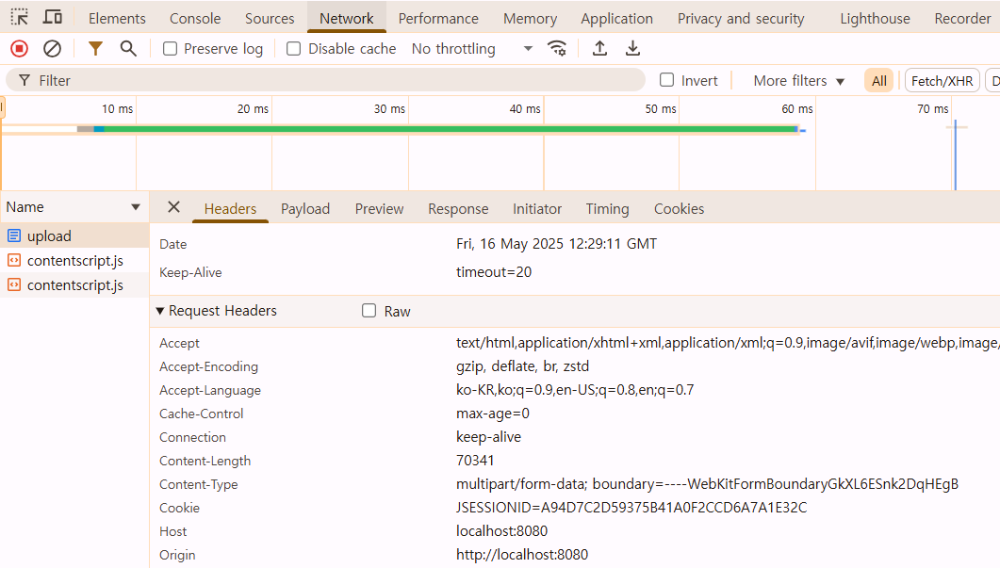 Elements Console Sources Network Performance Memory Application Privacy and security Lighthouse Recorder
Preserve log Disable cache No throttling
Filter Invert More filters All Fetch/XHR
10 ms 20 ms 30 ms 40 ms 50 ms 60 ms 70 ms
Name Headers Payload Preview Response Initiator Timing Cookies
upload
contentscript.js
contentscript.js
Date Fri, 16 May 2025 12:29:11 GMT
Keep-Alive timeout=20
Request Headers Raw
Accept text/html,application/xhtml+xml,application/xml;q=0.9,image/avif,image/webp,image/
Accept-Encoding gzip, deflate, br, zstd
Accept-Language ko-KR,ko;q=0.9,en-US;q=0.8,en;q=0.7
Cache-Control max-age=0
Connection keep-alive
Content-Length 70341
Content-Type multipart/form-data; boundary=----WebKitFormBoundaryGkXL6ESnk2DqHEgB
Cookie JSESSIONID=A94D7C2D59375B41A0F2CCD6A7A1E32C
Host localhost:8080
Origin http://localhost:8080